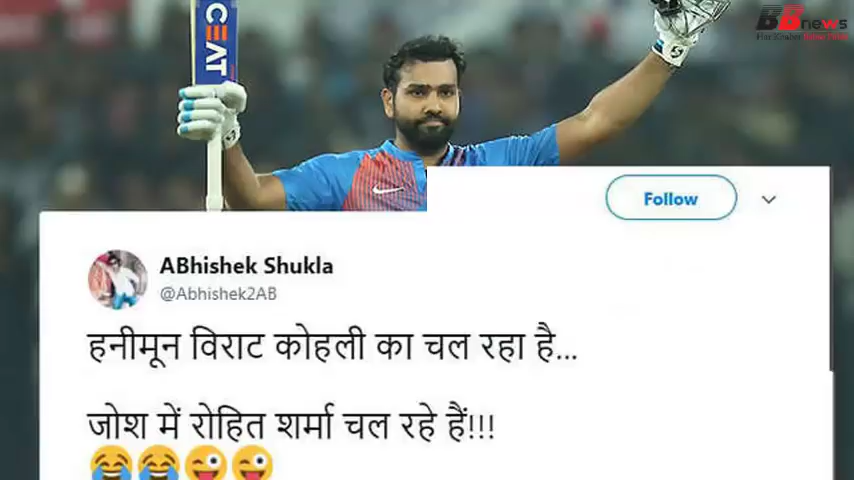 CEAT
BBnews
Follow
ABhishek Shukla
@Abhishek2AB
हनीमून विराट कोहली का चल रहा है...
जोश में रोहित शर्मा चल रहे हैं!!!
😂😂😜😜